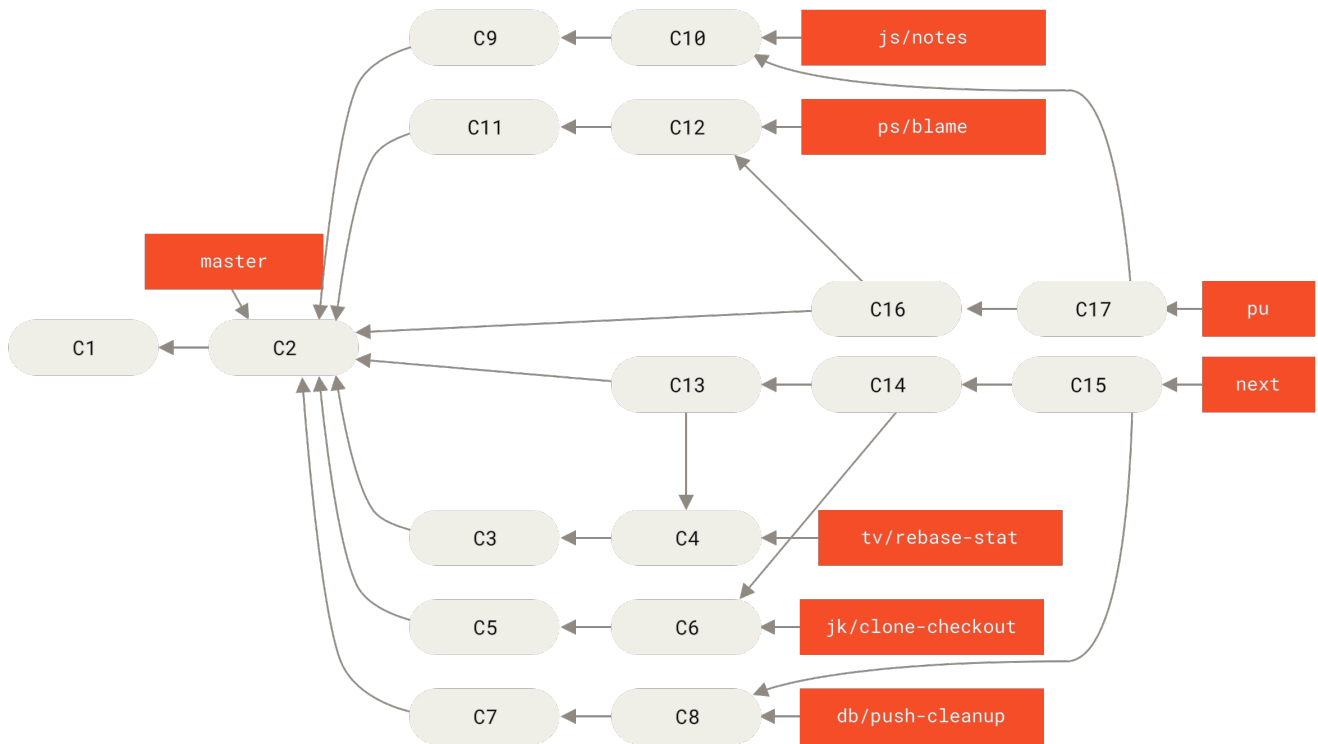 C9
C10
js/notes
C11
C12
ps/blame
master
C16
C17
pu
C1
C2
C13
C14
C15
next
C3
C4
tv/rebase-stat
C5
C6
jk/clone-checkout
C7
C8
db/push-cleanup